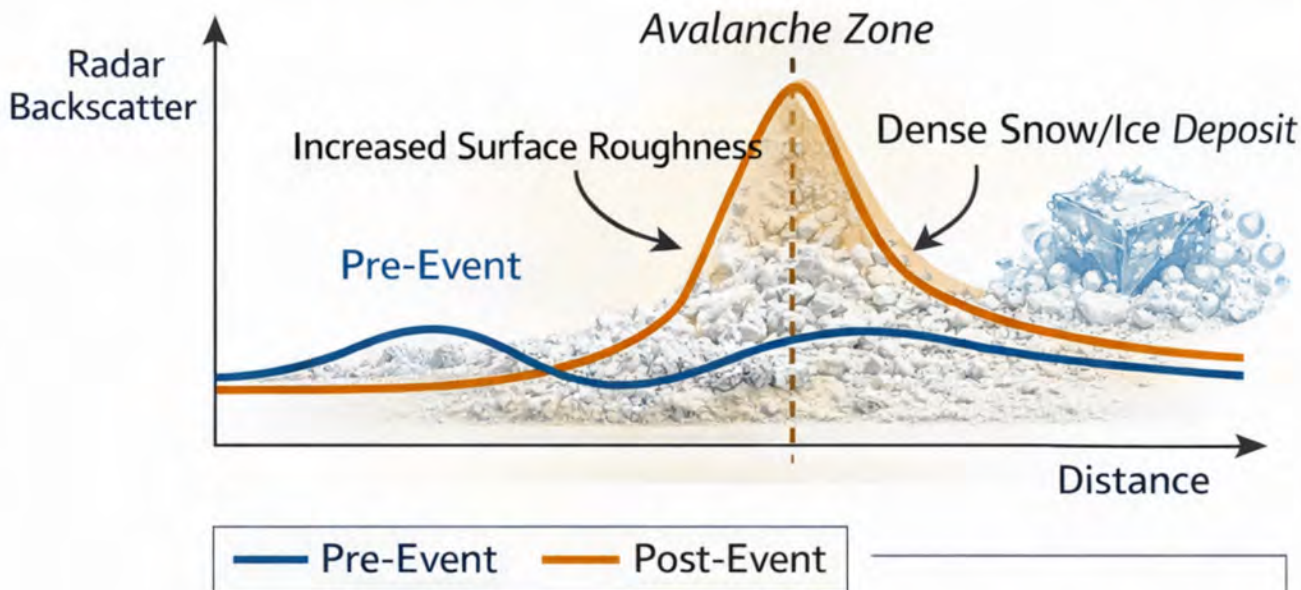 Avalanche Zone
Radar
Backscatter
Increased Surface Roughness
Dense Snow/Ice Deposit
Pre-Event
Distance
Pre-Event
Post-Event